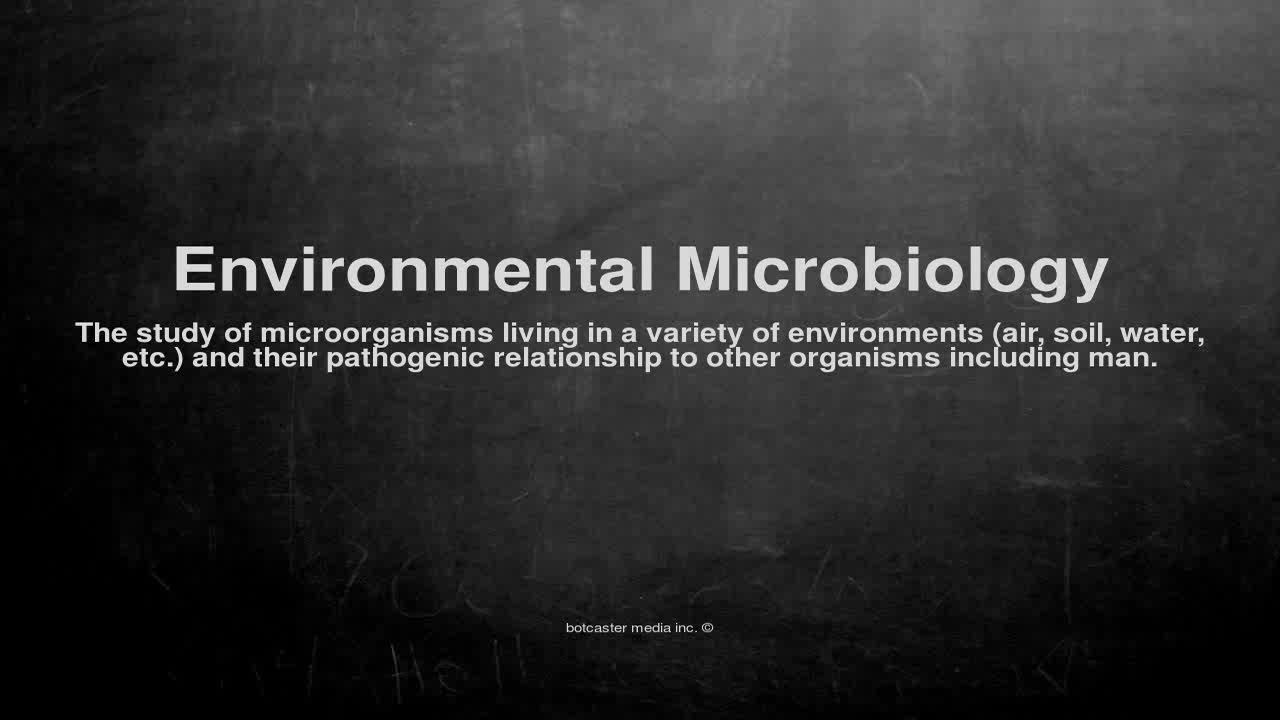 Environmental Microbiology
The study of microorganisms living in a variety of environments (air, soil, water,
etc.) and their pathogenic relationship to other organisms including man.
botcaster media inc. ©